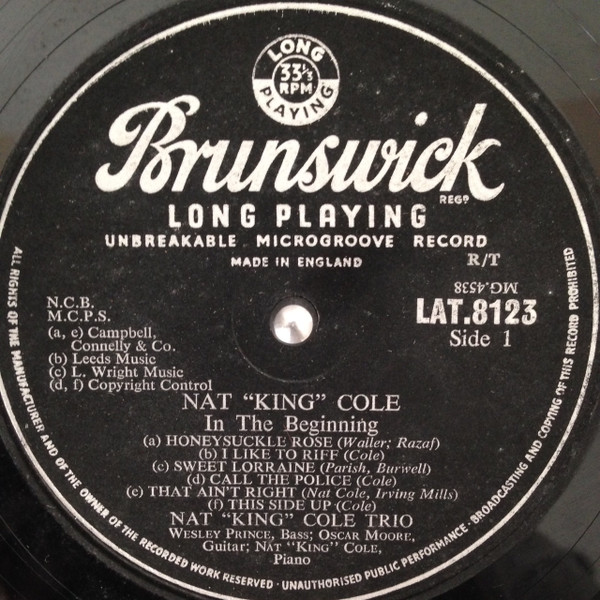 LONG
33⅓
RPM
PLAYING
Brunswick
REGD
LONG PLAYING
UNBREAKABLE MICROGROOVE RECORD
MADE IN ENGLAND
R/T
MG.4538
N.C.B.
M.C.P.S.
LAT.8123
Side 1
(a, e) Campbell,
Connelly & Co.
(b) Leeds Music
(c) L. Wright Music
(d, f) Copyright Control
NAT "KING" COLE
In The Beginning
(a) HONEYSUCKLE ROSE (Waller; Razaf)
(b) I LIKE TO RIFF (Cole)
(c) SWEET LORRAINE (Parish, Burwell)
(d) CALL THE POLICE (Cole)
(e) THAT AIN'T RIGHT (Nat Cole, Irving Mills)
(f) THIS SIDE UP (Cole)
NAT "KING" COLE TRIO
WESLEY PRINCE, Bass; OSCAR MOORE,
Guitar; NAT "KING" COLE,
Piano
ALL RIGHTS OF THE MANUFACTURER AND OF THE OWNER OF THE RECORDED WORK RESERVED · UNAUTHORISED PUBLIC PERFORMANCE · BROADCASTING AND COPYING OF THIS RECORD PROHIBITED